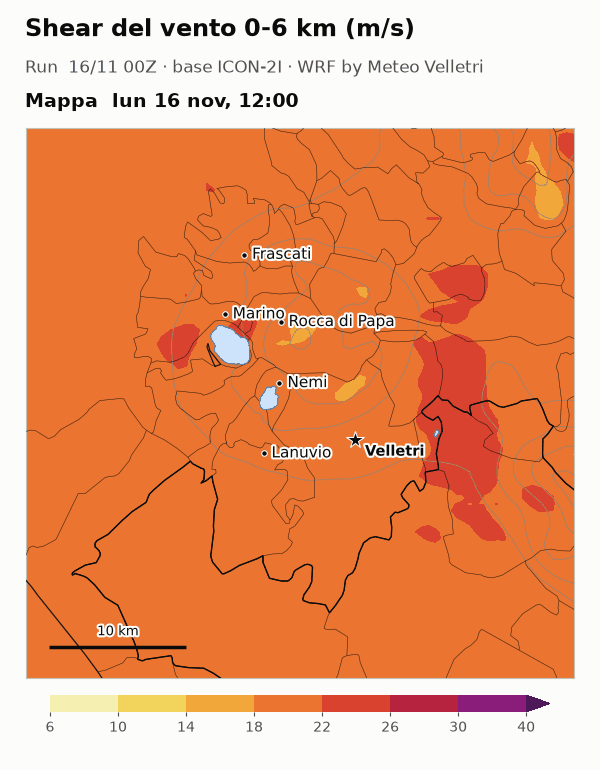 Shear del vento 0-6 km (m/s)
Run  16/11 00Z · base ICON-2I · WRF by Meteo Velletri
Mappa  lun 16 nov, 12:00
Frascati
Marino
Rocca di Papa
Nemi
Velletri
Lanuvio
10 km
6 10 14 18 22 26 30 40